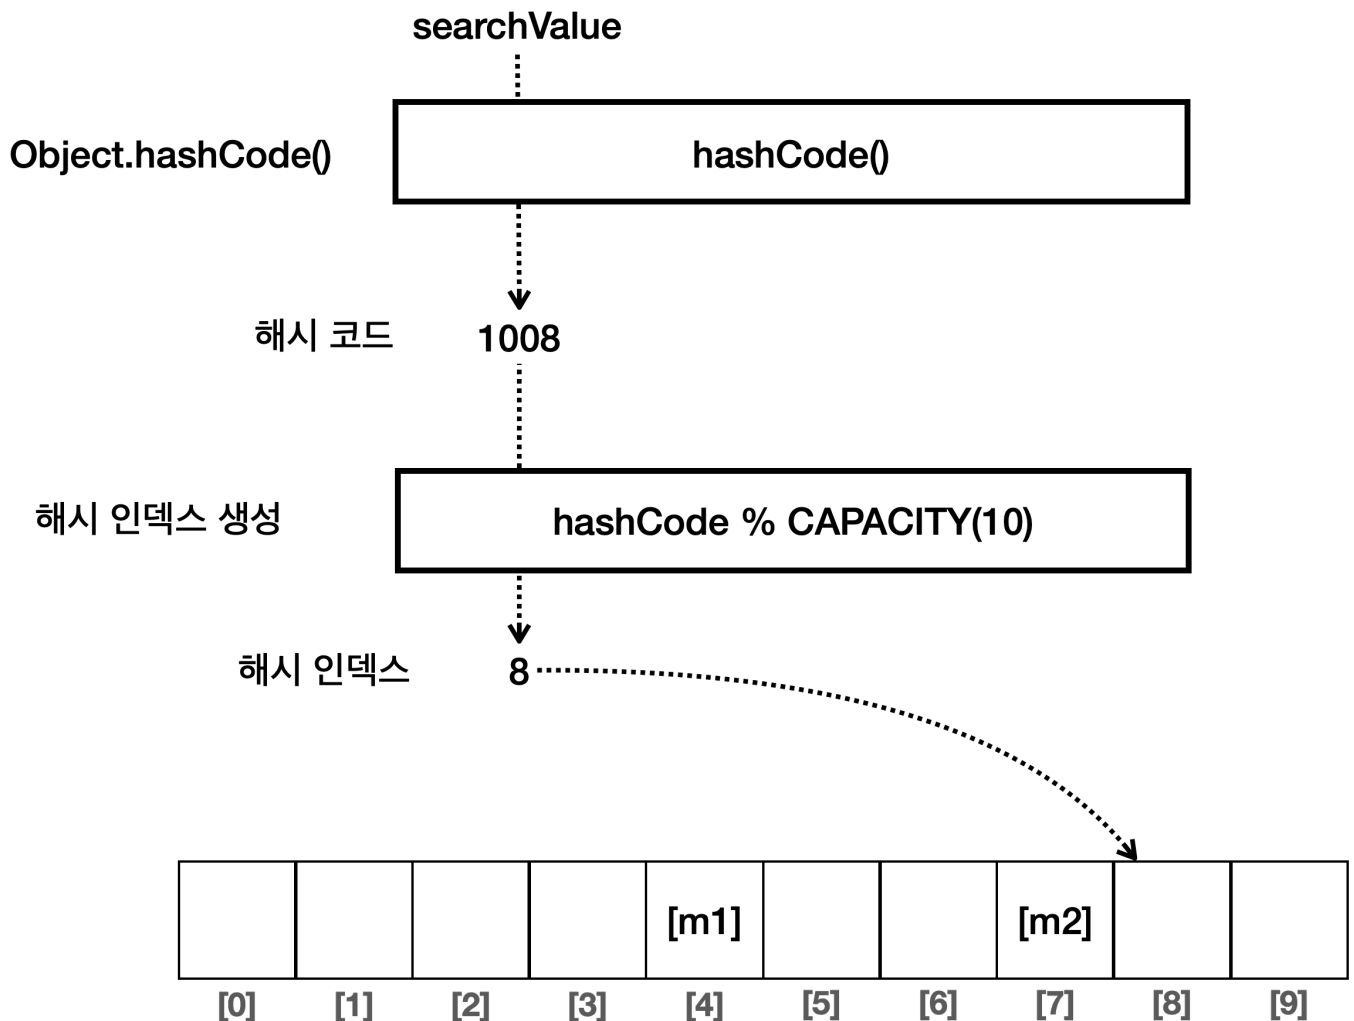 searchValue
Object.hashCode()
hashCode()
해시 코드
1008
해시 인덱스 생성
hashCode % CAPACITY(10)
해시 인덱스
8
[m1]
[m2]
[0] [1] [2] [3] [4] [5] [6] [7] [8] [9]